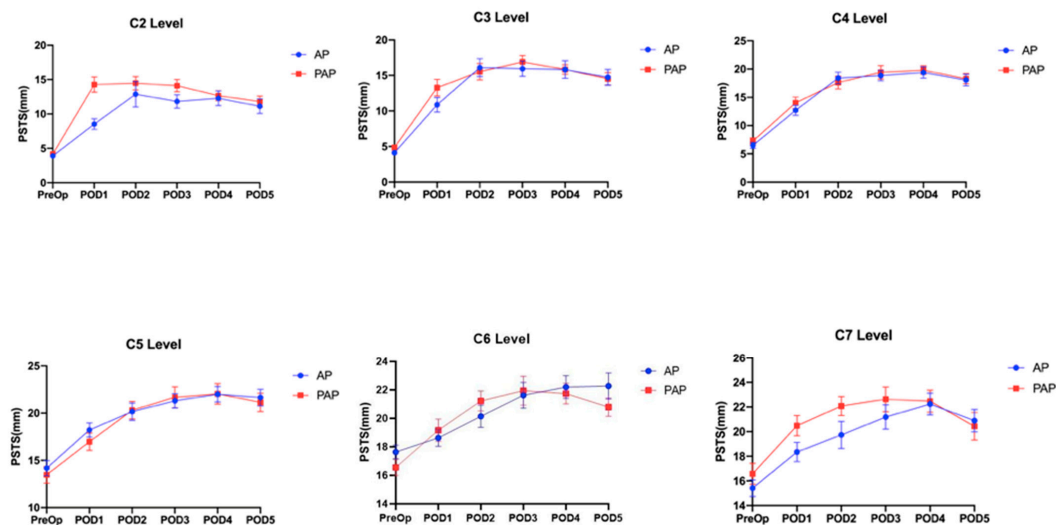 C2 Level
20
15
10
5
0
PSTS(mm)
PreOp POD1 POD2 POD3 POD4 POD5
AP
PAP
C3 Level
20
15
10
5
0
PSTS(mm)
PreOp POD1 POD2 POD3 POD4 POD5
AP
PAP
C4 Level
25
20
15
10
5
0
PSTS(mm)
PreOp POD1 POD2 POD3 POD4 POD5
AP
PAP
C5 Level
25
20
15
10
PSTS(mm)
PreOp POD1 POD2 POD3 POD4 POD5
AP
PAP
C6 Level
24
22
20
18
16
14
PSTS(mm)
PreOp POD1 POD2 POD3 POD4 POD5
AP
PAP
C7 Level
26
24
22
20
18
16
14
PSTS(mm)
PreOp POD1 POD2 POD3 POD4 POD5
AP
PAP